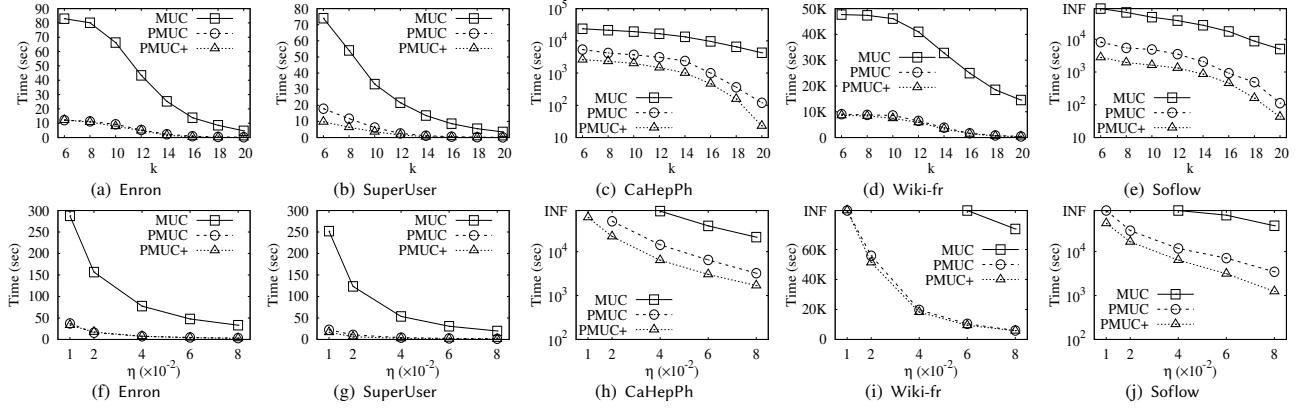 90
80
70
60
50
40
30
20
10
0
Time (sec)
MUC
PMUC
PMUC+
6 8 10 12 14 16 18 20
k
(a) Enron
80
70
60
50
40
30
20
10
0
Time (sec)
MUC
PMUC
PMUC+
6 8 10 12 14 16 18 20
k
(b) SuperUser
10^5
10^4
10^3
10^2
10
Time (sec)
MUC
PMUC
PMUC+
6 8 10 12 14 16 18 20
k
(c) CaHepPh
50K
40K
30K
20K
10K
0
Time (sec)
MUC
PMUC
PMUC+
6 8 10 12 14 16 18 20
k
(d) Wiki-fr
INF
10^4
10^3
10^2
10
Time (sec)
MUC
PMUC
PMUC+
6 8 10 12 14 16 18 20
k
(e) Soflow
300
250
200
150
100
50
0
Time (sec)
MUC
PMUC
PMUC+
1 2 4 6 8
η (×10^-2)
(f) Enron
300
250
200
150
100
50
0
Time (sec)
MUC
PMUC
PMUC+
1 2 4 6 8
η (×10^-2)
(g) SuperUser
INF
10^4
10^3
10^2
Time (sec)
MUC
PMUC
PMUC+
1 2 4 6 8
η (×10^-2)
(h) CaHepPh
INF
60K
40K
20K
0
Time (sec)
MUC
PMUC
PMUC+
1 2 4 6 8
η (×10^-2)
(i) Wiki-fr
INF
10^4
10^3
10^2
Time (sec)
MUC
PMUC
PMUC+
1 2 4 6 8
η (×10^-2)
(j) Soflow